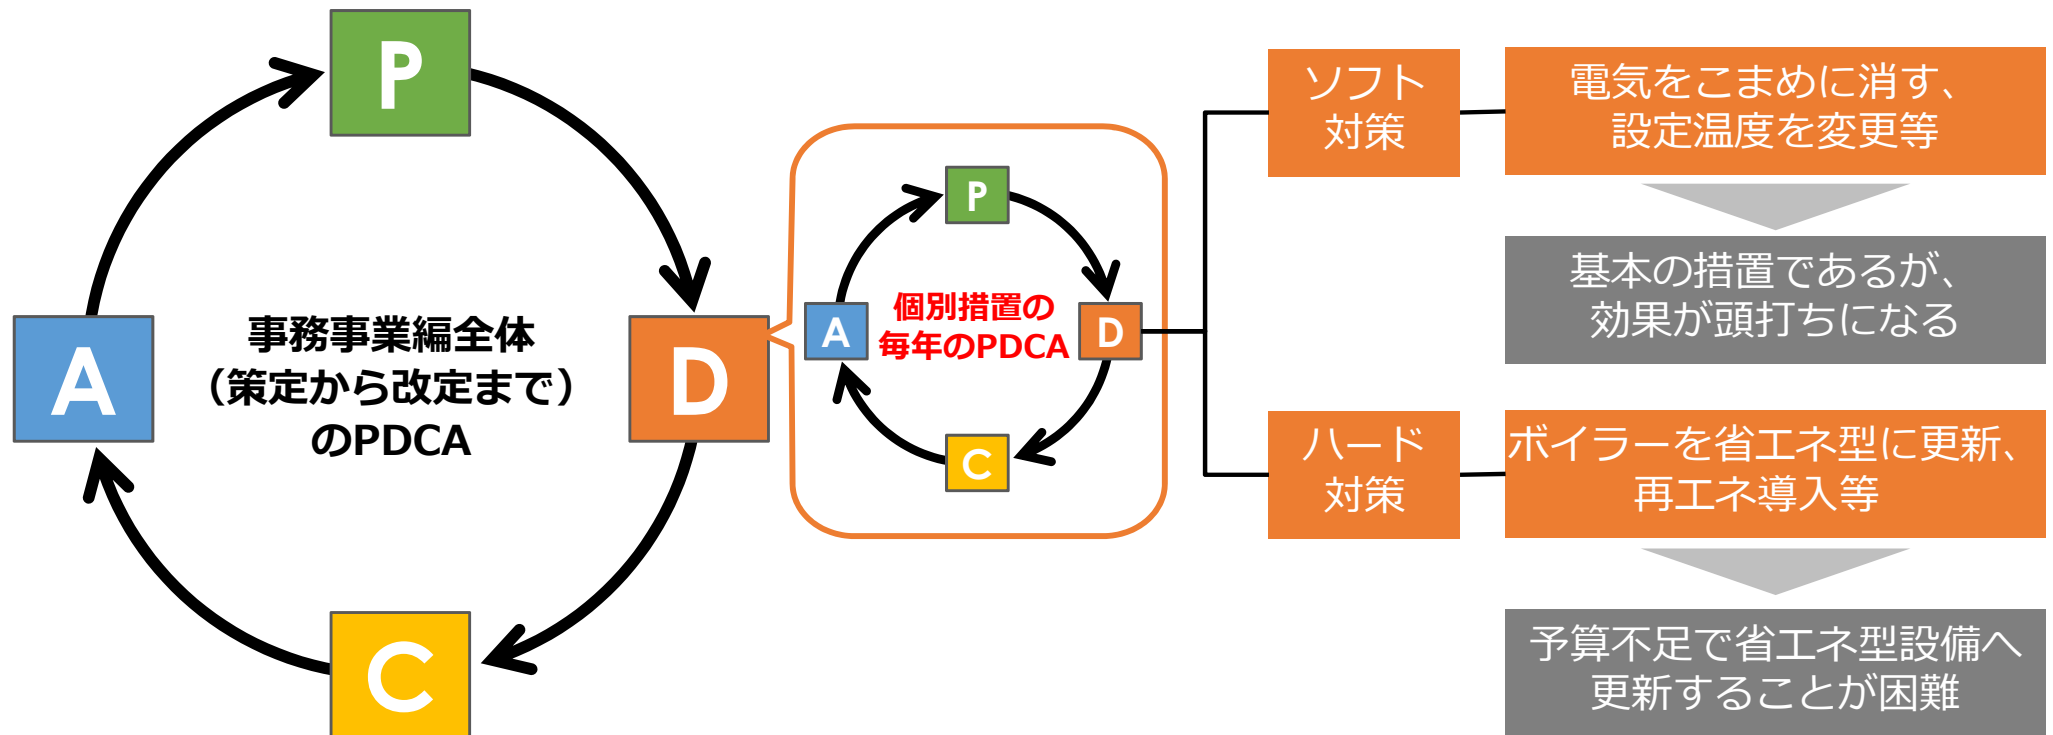 P
D
C
A
事務事業編全体
（策定から改定まで）
のPDCA
P
D
C
A
個別措置の
毎年のPDCA
ソフト
対策
電気をこまめに消す、
設定温度を変更等
基本の措置であるが、
効果が頭打ちになる
ハード
対策
ボイラーを省エネ型に更新、
再エネ導入等
予算不足で省エネ型設備へ
更新することが困難